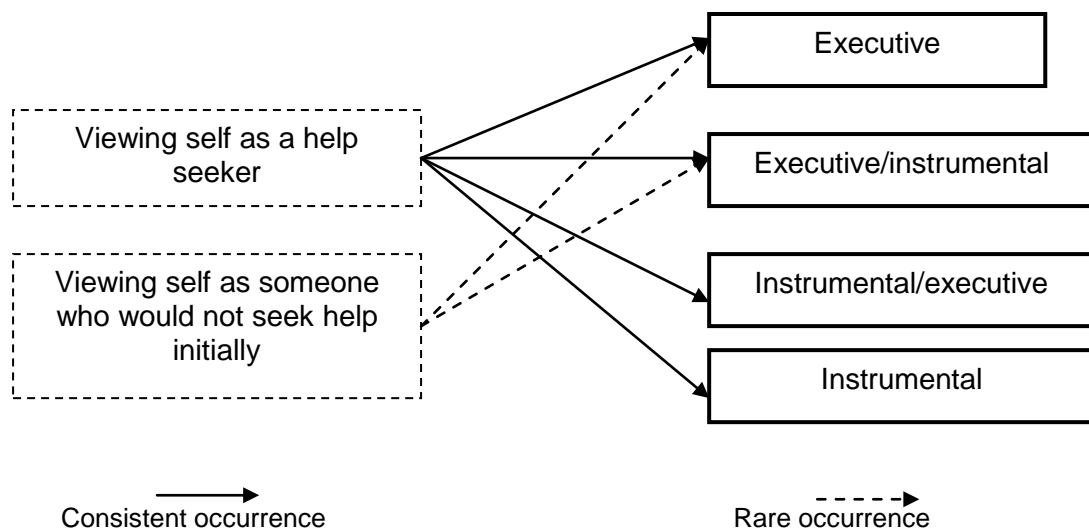 Executive
Viewing self as a help
seeker
Executive/instrumental
Viewing self as someone
who would not seek help
initially
Instrumental/executive
Instrumental
Consistent occurrence
Rare occurrence